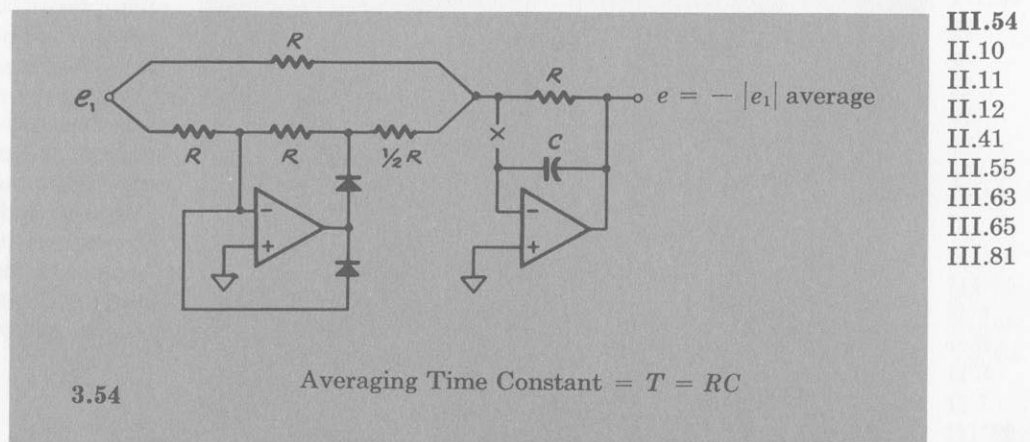 III.54
II.10
II.11
II.12
II.41
III.55
III.63
III.65
III.81
R
R
e₁
e = − |e₁| average
R
R
½R
C
−
+
−
+
Averaging Time Constant = T = RC
3.54